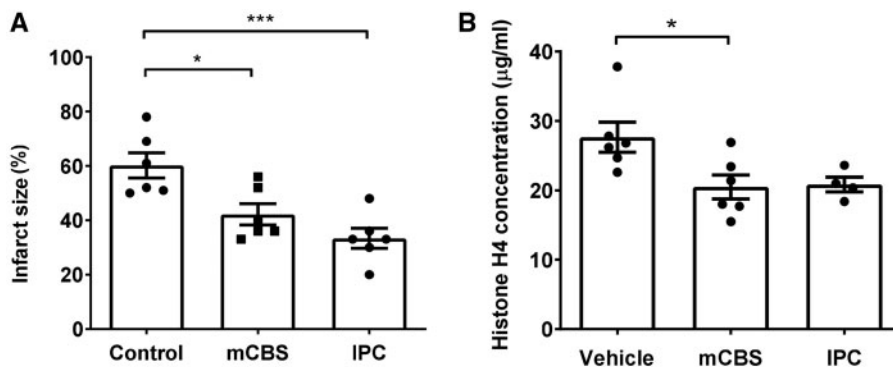 A
B
***
*
*
Infarct size (%)
100
80
60
40
20
0
Control mCBS IPC
Histone H4 concentration (µg/ml)
40
30
20
10
0
Vehicle mCBS IPC